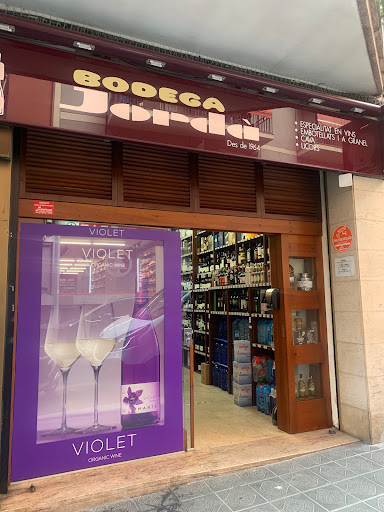 BODEGA
Jordà
Des de 1964
• ESPECIALITAT EN VINS
• EMBOTELLATS I A GRANEL
• CAVA
• LICORS
VIOLET
VIOLET
ORGANIC WINE
VIOLET
ORGANIC WINE